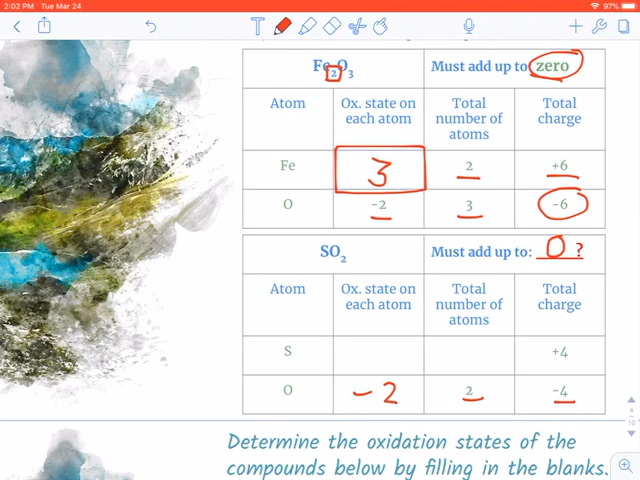 2:02 PM Tue Mar 24
97%
T
Fe2O3 Must add up to zero
Atom Ox. state on each atom Total number of atoms Total charge
Fe 3 2 +6
O -2 3 -6
SO2 Must add up to: 0 ?
Atom Ox. state on each atom Total number of atoms Total charge
S +4
O -2 2 -4
4
10
Determine the oxidation states of the
compounds below by filling in the blanks.